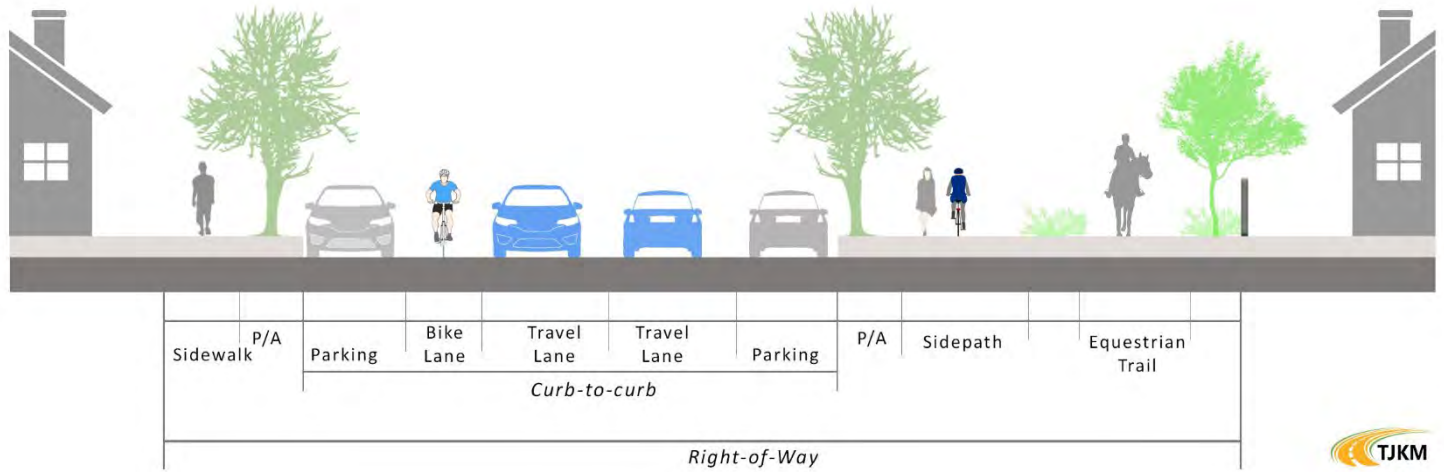 Sidewalk
P/A
Parking
Bike
Lane
Travel
Lane
Travel
Lane
Parking
P/A
Sidepath
Equestrian
Trail
Curb-to-curb
Right-of-Way
TJKM